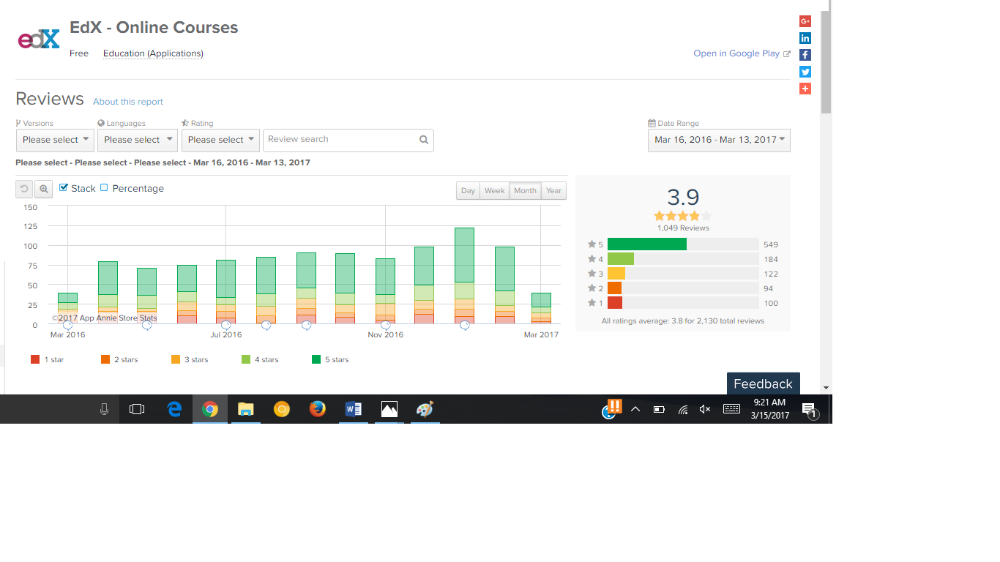 edX
EdX - Online Courses
Free Education (Applications)
Open in Google Play
G+
in
f
Reviews About this report
Versions Languages Rating
Please select Please select Please select Review search
Date Range
Mar 16, 2016 - Mar 13, 2017
Please select - Please select - Please select - Mar 16, 2016 - Mar 13, 2017
Stack Percentage
Day Week Month Year
150
125
100
75
50
25
0
©2017 App Annie Store Stats
Mar 2016 Jul 2016 Nov 2016 Mar 2017
1 star 2 stars 3 stars 4 stars 5 stars
3.9
1,049 Reviews
5 549
4 184
3 122
2 94
1 100
All ratings average: 3.8 for 2,130 total reviews
Feedback
9:21 AM
3/15/2017
1